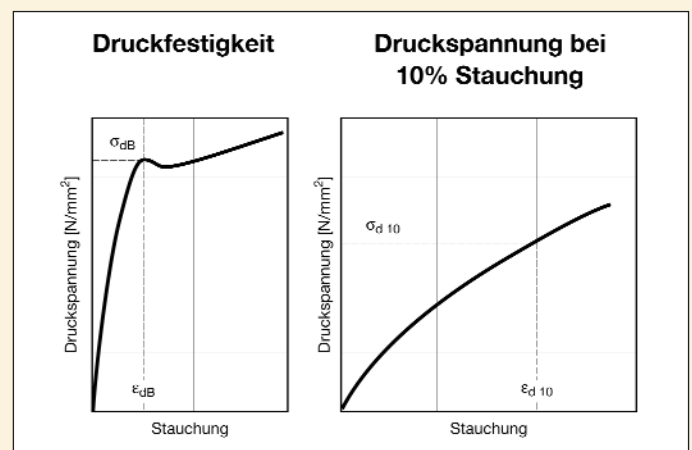 Druckfestigkeit
σdB
εdB
Druckspannung [N/mm²]
Stauchung
Druckspannung bei
10% Stauchung
σd 10
εd 10
Druckspannung [N/mm²]
Stauchung